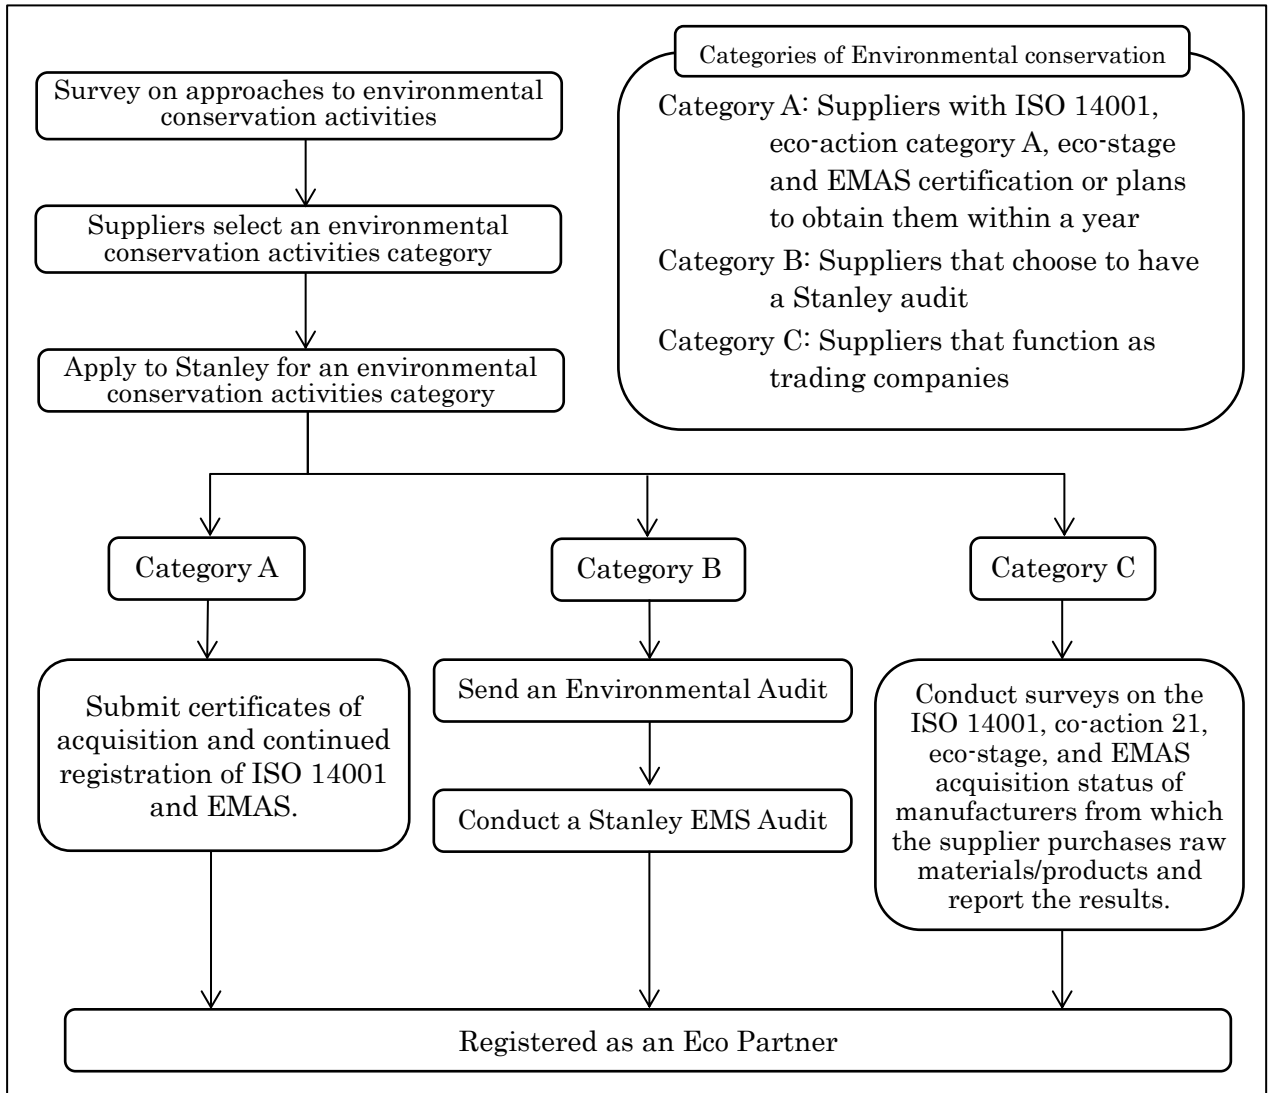 Survey on approaches to environmental
conservation activities
Suppliers select an environmental
conservation activities category
Apply to Stanley for an environmental
conservation activities category
Categories of Environmental conservation
Category A: Suppliers with ISO 14001,
eco-action category A, eco-stage
and EMAS certification or plans
to obtain them within a year
Category B: Suppliers that choose to have
a Stanley audit
Category C: Suppliers that function as
trading companies
Category A
Submit certificates of
acquisition and continued
registration of ISO 14001
and EMAS.
Category B
Send an Environmental Audit
Conduct a Stanley EMS Audit
Category C
Conduct surveys on the
ISO 14001, co-action 21,
eco-stage, and EMAS
acquisition status of
manufacturers from which
the supplier purchases raw
materials/products and
report the results.
Registered as an Eco Partner